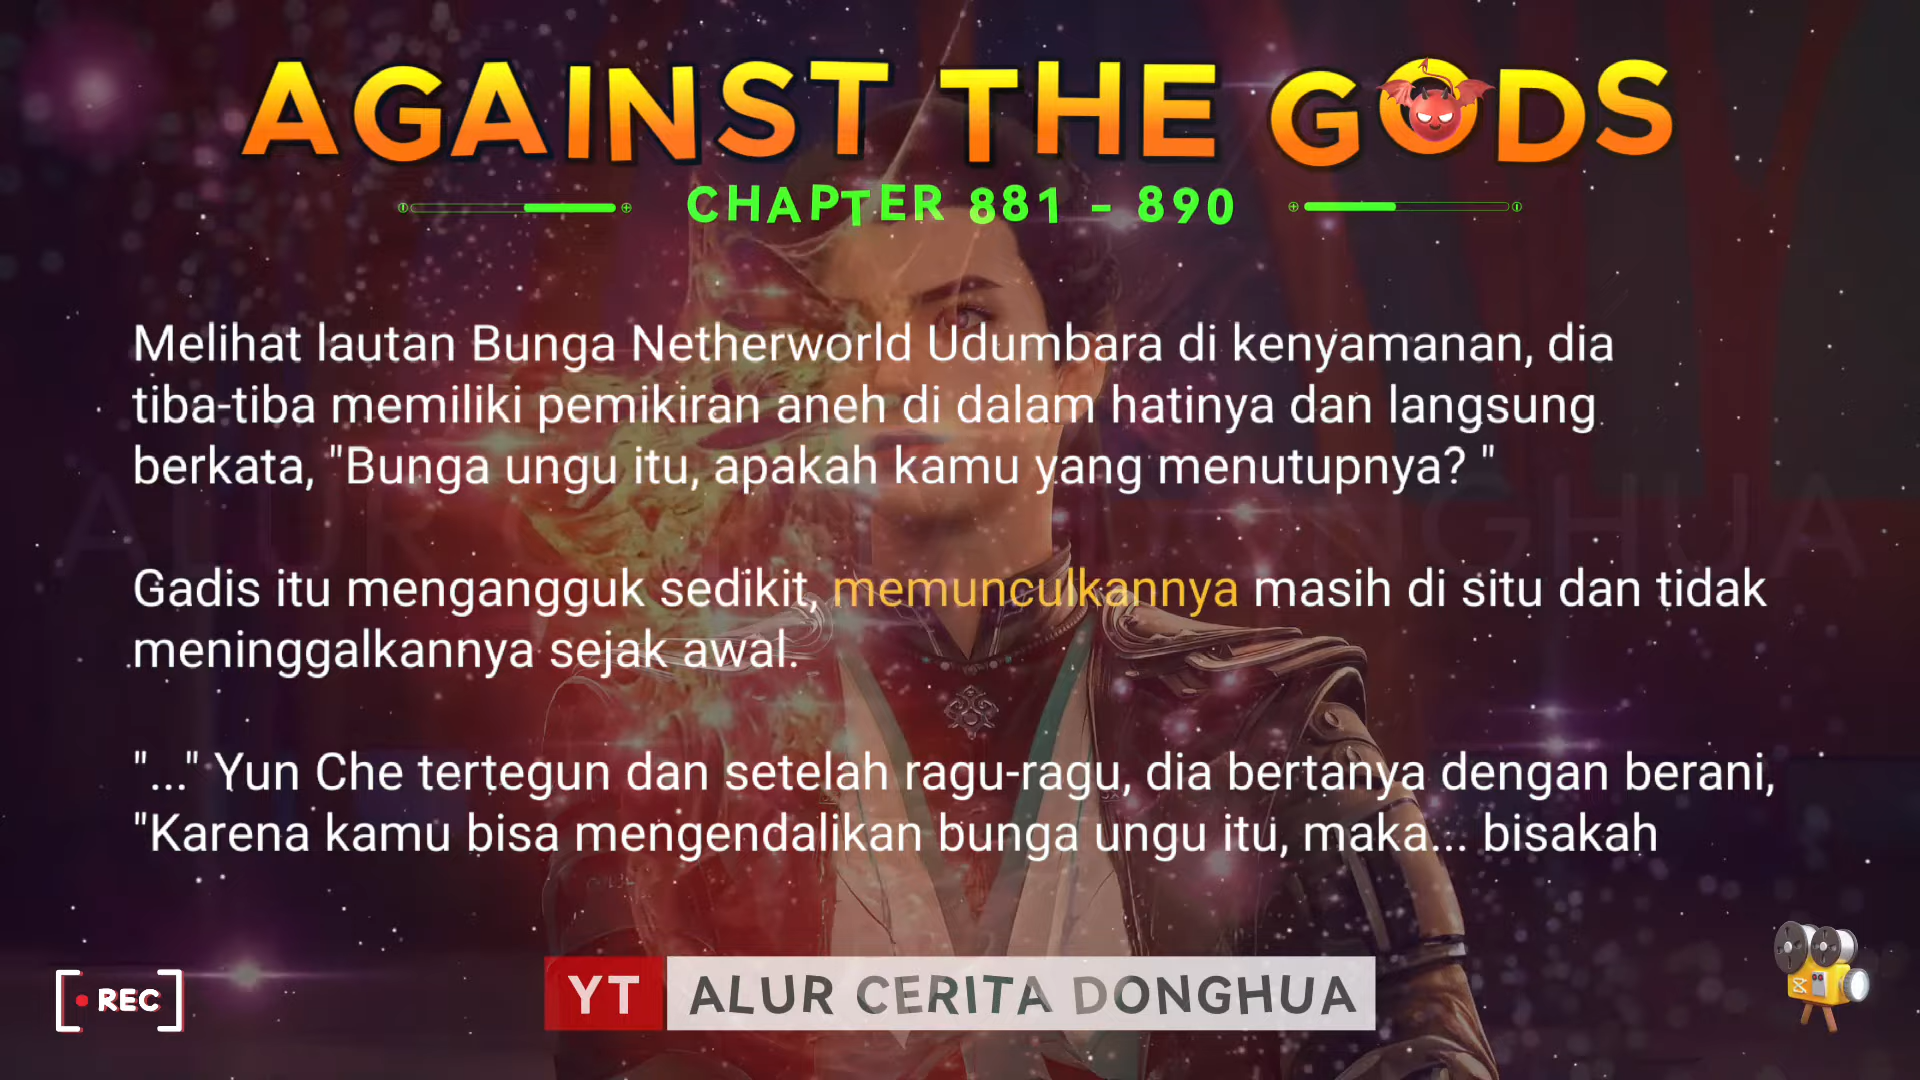 AGAINST THE GODS
CHAPTER 881 - 890
Melihat lautan Bunga Netherworld Udumbara di kenyamanan, dia
tiba-tiba memiliki pemikiran aneh di dalam hatinya dan langsung
berkata, "Bunga ungu itu, apakah kamu yang menutupnya? "
Gadis itu mengangguk sedikit, memunculkannya masih di situ dan tidak
meninggalkannya sejak awal.
"..." Yun Che tertegun dan setelah ragu-ragu, dia bertanya dengan berani,
"Karena kamu bisa mengendalikan bunga ungu itu, maka... bisakah
REC
YT ALUR CERITA DONGHUA